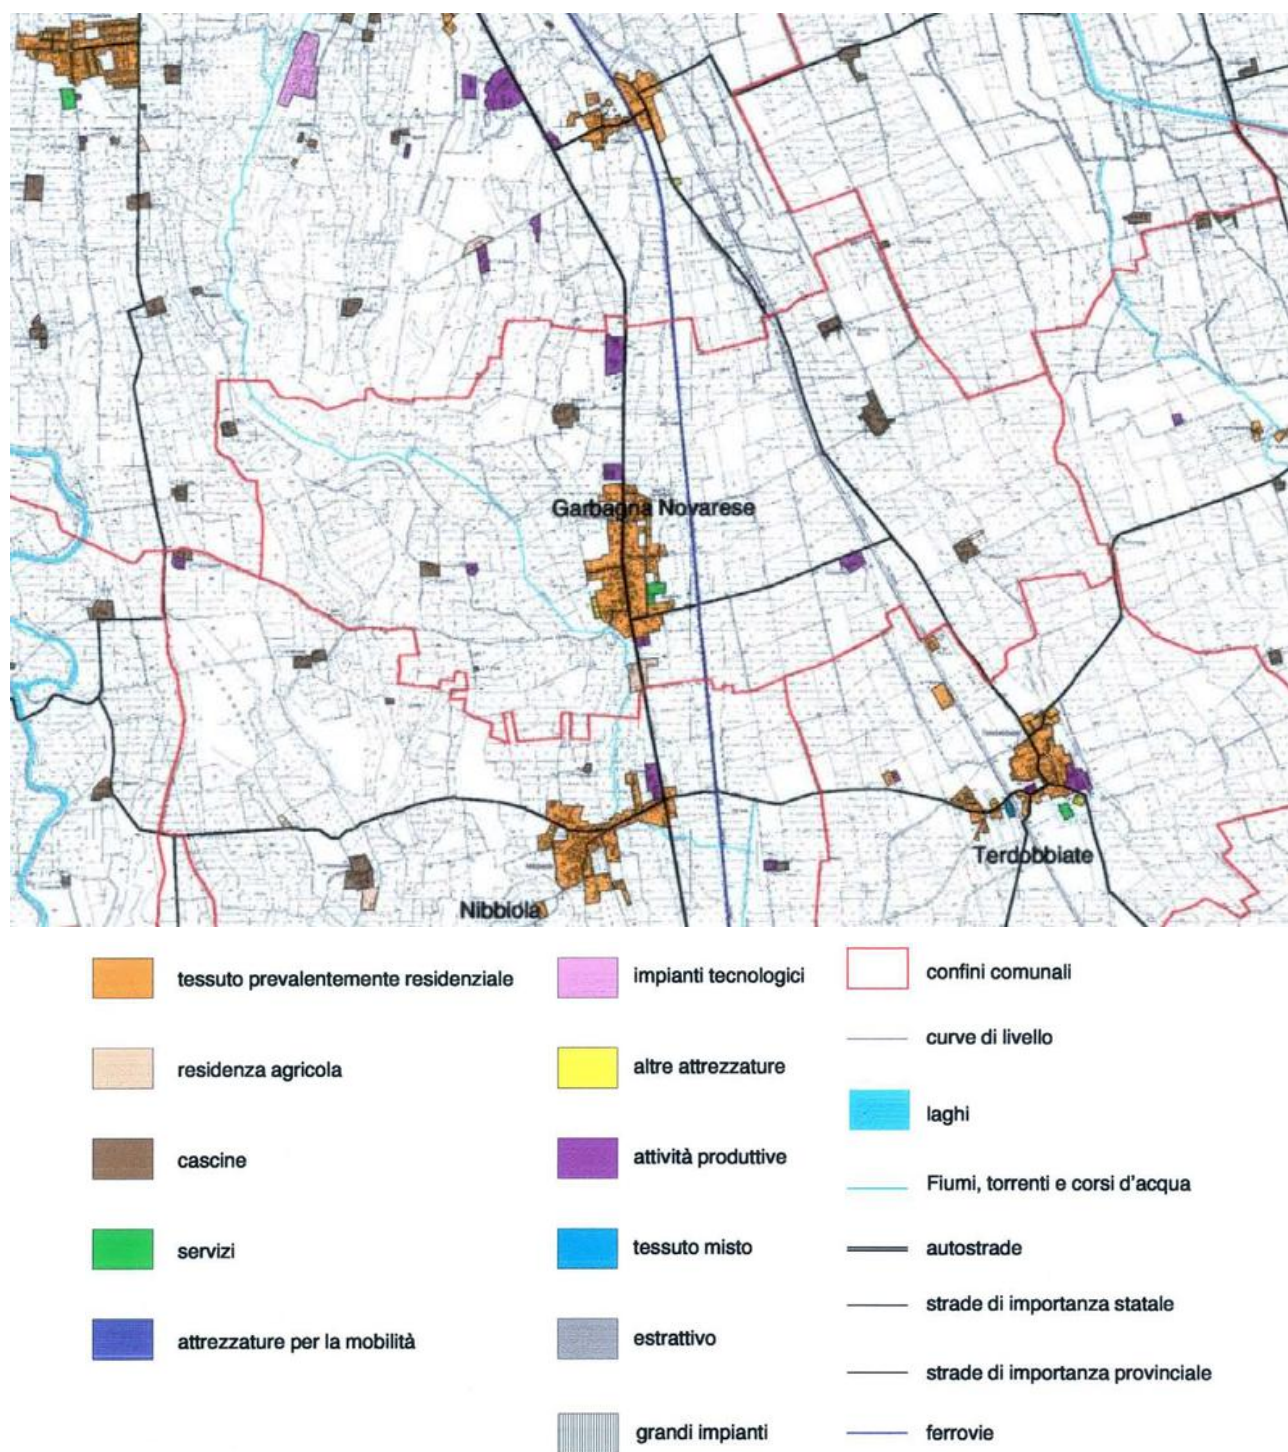 Garbagna Novarese
Terdobbiate
Nibbiola
tessuto prevalentemente residenziale
residenza agricola
cascine
servizi
attrezzature per la mobilità
impianti tecnologici
altre attrezzature
attività produttive
tessuto misto
estrattivo
grandi impianti
confini comunali
curve di livello
laghi
Fiumi, torrenti e corsi d'acqua
autostrade
strade di importanza statale
strade di importanza provinciale
ferrovie